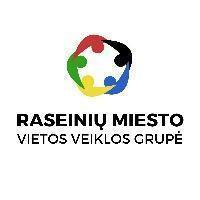 RASEINIŲ MIESTO
VIETOS VEIKLOS GRUPĖ